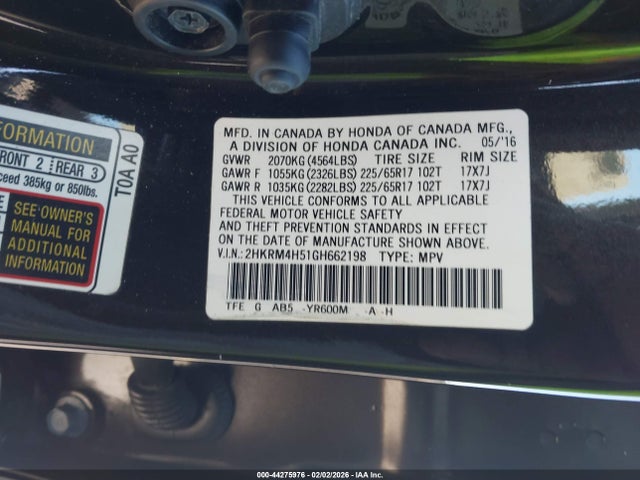 FORMATION
FRONT 2 REAR 3
ceed 385kg or 850lbs.
SEE OWNER'S
MANUAL FOR
ADDITIONAL
INFORMATION
T0A A0
MFD. IN CANADA BY HONDA OF CANADA MFG.,
A DIVISION OF HONDA CANADA INC. 05/'16
GVWR 2070KG (4564LBS) TIRE SIZE RIM SIZE
GAWR F 1055KG (2326LBS) 225/65R17 102T 17X7J
GAWR R 1035KG (2282LBS) 225/65R17 102T 17X7J
THIS VEHICLE CONFORMS TO ALL APPLICABLE
FEDERAL MOTOR VEHICLE SAFETY
AND THEFT PREVENTION STANDARDS IN EFFECT
ON THE DATE OF MANUFACTURE SHOWN ABOVE.
V.I.N.: 2HKRM4H51GH662198 TYPE: MPV
TFE G AB5 -YR600M -A -H
000-44275976 - 02/02/2026 - IAA Inc.